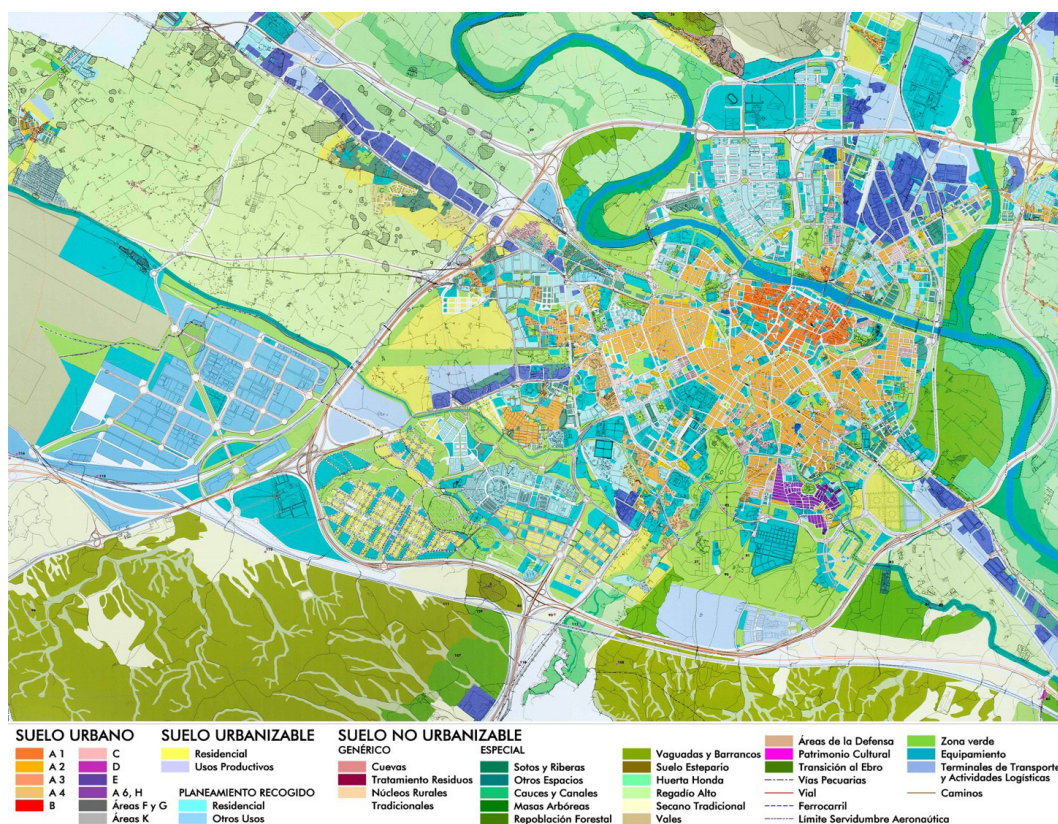 SUELO URBANO
A 1
A 2
A 3
A 4
B
C
D
E
A 6, H
Áreas F y G
Áreas K
SUELO URBANIZABLE
Residencial
Usos Productivos
PLANEAMIENTO RECOGIDO
Residencial
Otros Usos
SUELO NO URBANIZABLE
GENÉRICO
Cuevas
Tratamiento Residuos
Núcleos Rurales
Tradicionales
ESPECIAL
Sotos y Riberas
Otros Espacios
Cauces y Canales
Masas Arbóreas
Repoblación Forestal
Vaguadas y Barrancos
Suelo Estepario
Huerta Honda
Regadío Alto
Secano Tradicional
Vales
Áreas de la Defensa
Patrimonio Cultural
Transición al Ebro
Vías Pecuarias
Vial
Ferrocarril
Límite Servidumbre Aeronaútica
Zona verde
Equipamiento
Terminales de Transporte
y Actividades Logísticas
Caminos